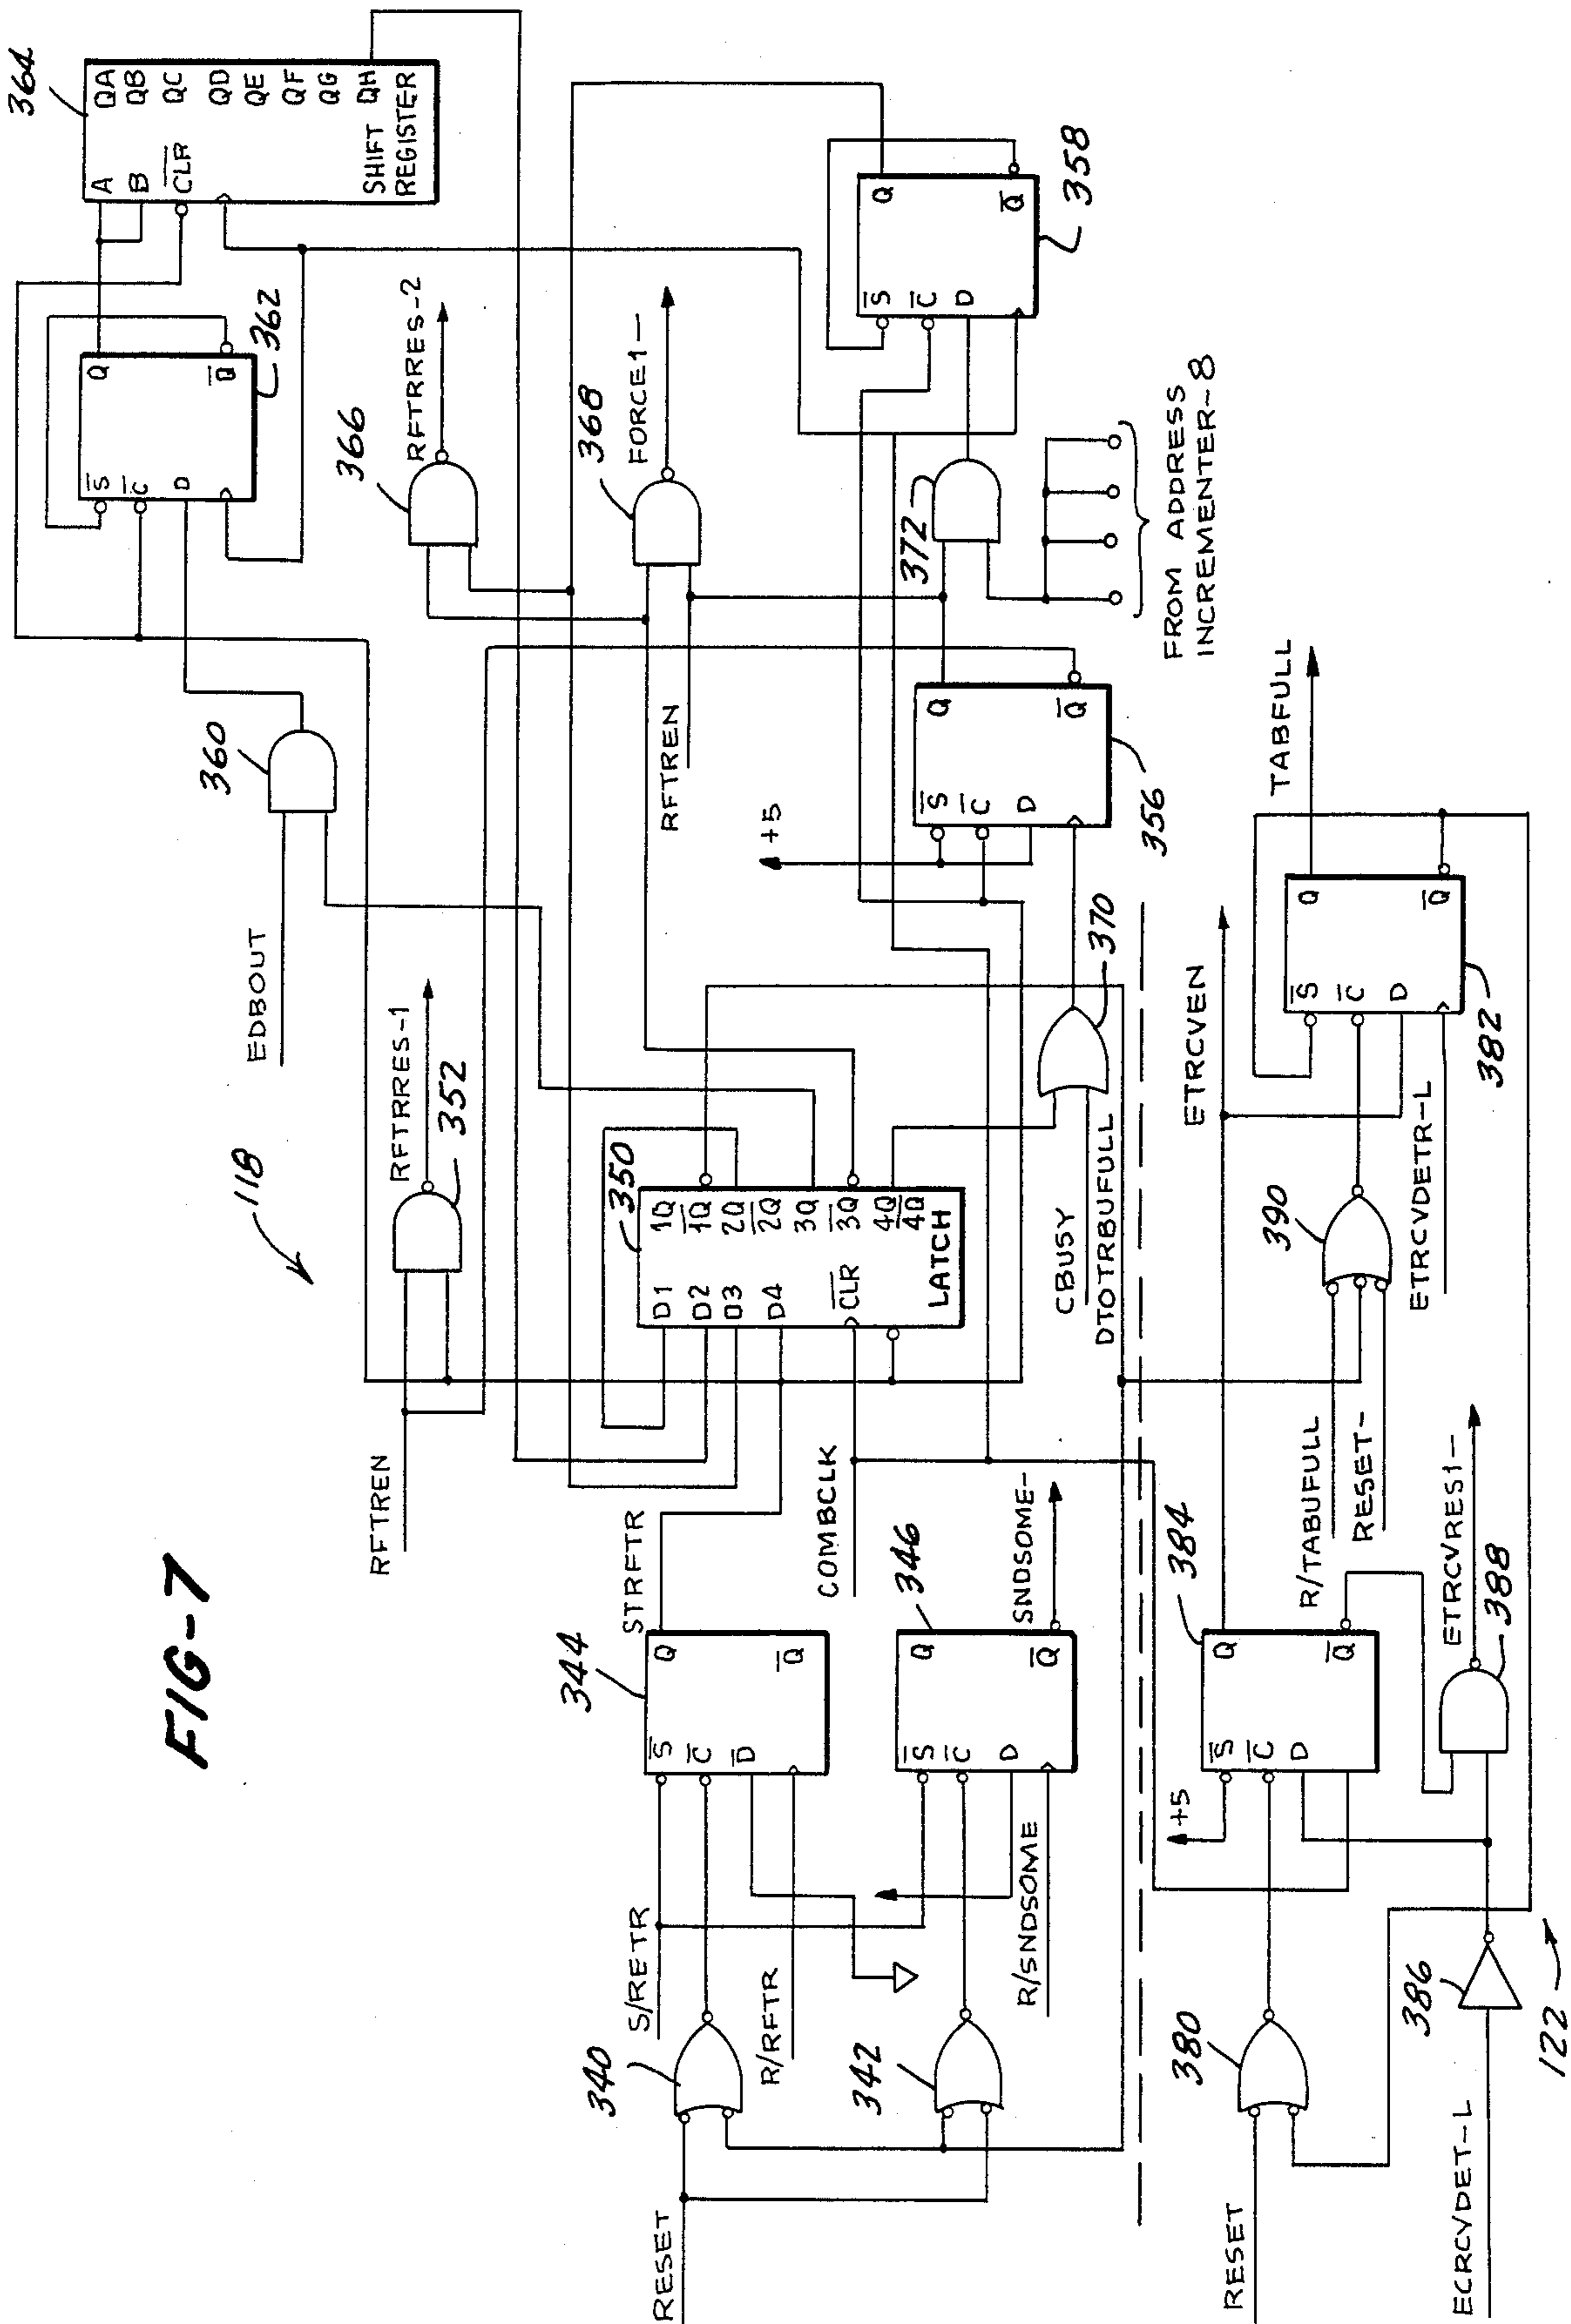 FIG-7
118
364
A
B
CLR
QA
QB
QC
QD
QE
QF
QG
QH
SHIFT
REGISTER
362
S
C
D
Q
Q
360
EDBOUT
366
RFTRRES-2
368
FORCE1-
RFTREN
352
RFTRRES-1
RFTREN
358
S
C
D
Q
Q
372
FROM ADDRESS
INCREMENTER-8
356
S
C
D
Q
Q
+5
370
CBUSY
DTOTRBUFULL
350
D1
D2
D3
D4
CLR
1Q
1Q
2Q
2Q
3Q
3Q
4Q
4Q
LATCH
STRFTR
COMBCLK
344
S
C
D
Q
Q
346
S
C
D
Q
Q
SNDSOME-
S/RETR
R/RFTR
R/SNDSOME
340
342
RESET
TABFULL
382
S
C
D
Q
Q
ETRCVEN
390
R/TABUFULL
RESET-
ETRCVDETR-L
384
S
C
D
Q
Q
+5
ETRCVRES1-
388
380
RESET
386
ECRCVDET-L
122